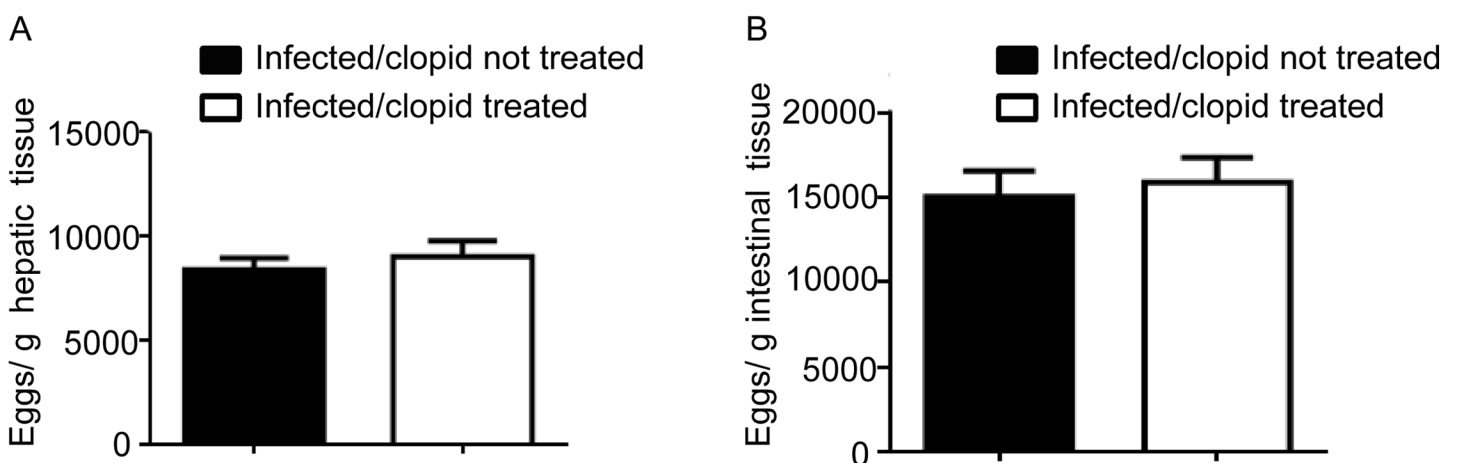 A
Infected/clopid not treated
Infected/clopid treated
Eggs/ g hepatic tissue
15000
10000
5000
0
B
Infected/clopid not treated
Infected/clopid treated
Eggs/ g intestinal tissue
20000
15000
10000
5000
0